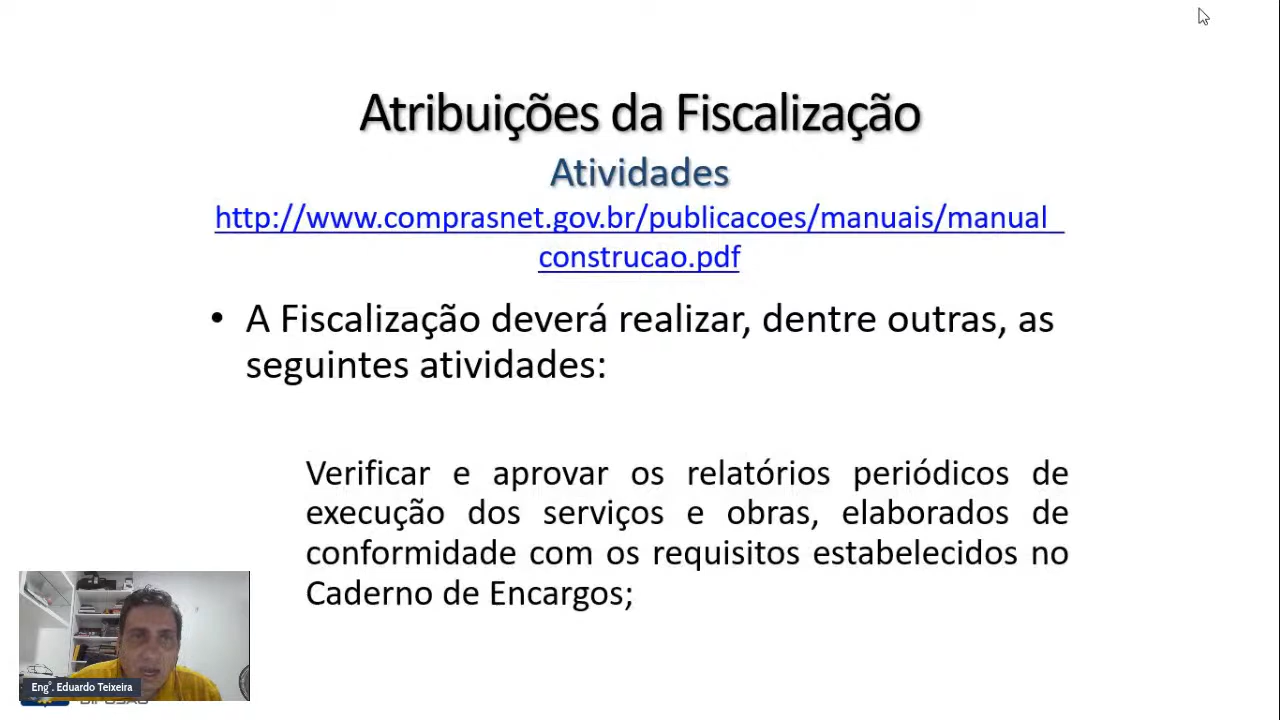 Atribuições da Fiscalização
Atividades
http://www.comprasnet.gov.br/publicacoes/manuais/manual_
construcao.pdf
• A Fiscalização deverá realizar, dentre outras, as
seguintes atividades:
Verificar e aprovar os relatórios periódicos de
execução dos serviços e obras, elaborados de
conformidade com os requisitos estabelecidos no
Caderno de Encargos;
Eng°. Eduardo Teixeira